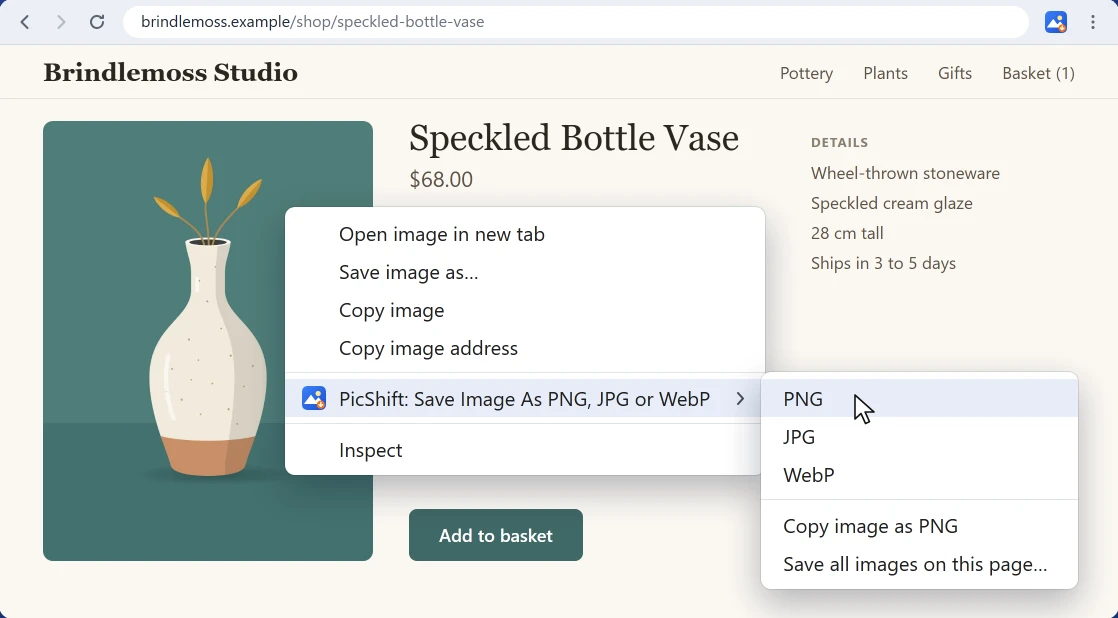 brindlemoss.example/shop/speckled-bottle-vase
Brindlemoss Studio
Pottery
Plants
Gifts
Basket (1)
Speckled Bottle Vase
$68.00
DETAILS
Wheel-thrown stoneware
Speckled cream glaze
28 cm tall
Ships in 3 to 5 days
Open image in new tab
Save image as...
Copy image
Copy image address
PicShift: Save Image As PNG, JPG or WebP
Inspect
PNG
JPG
WebP
Copy image as PNG
Save all images on this page...
Add to basket